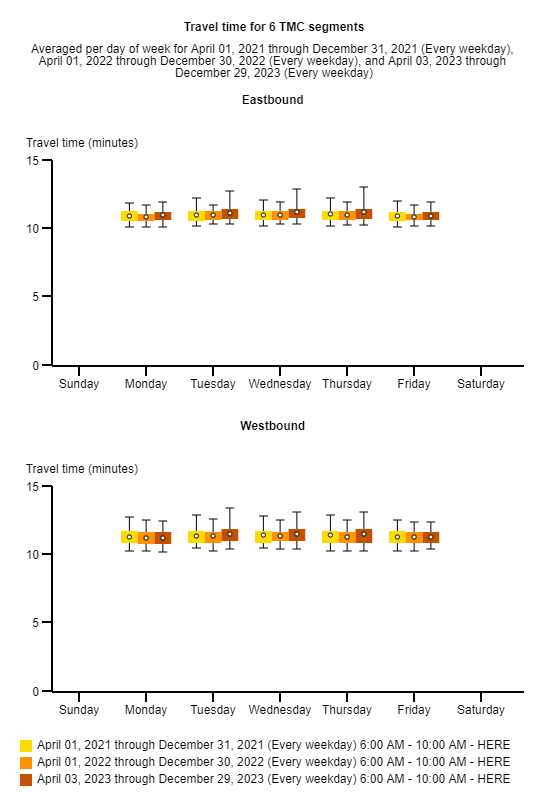 Travel time for 6 TMC segments
Averaged per day of week for April 01, 2021 through December 31, 2021 (Every weekday),
April 01, 2022 through December 30, 2022 (Every weekday), and April 03, 2023 through
December 29, 2023 (Every weekday)
Eastbound
Travel time (minutes)
15
10
5
0
Sunday Monday Tuesday Wednesday Thursday Friday Saturday
Westbound
Travel time (minutes)
15
10
5
0
Sunday Monday Tuesday Wednesday Thursday Friday Saturday
April 01, 2021 through December 31, 2021 (Every weekday) 6:00 AM - 10:00 AM - HERE
April 01, 2022 through December 30, 2022 (Every weekday) 6:00 AM - 10:00 AM - HERE
April 03, 2023 through December 29, 2023 (Every weekday) 6:00 AM - 10:00 AM - HERE